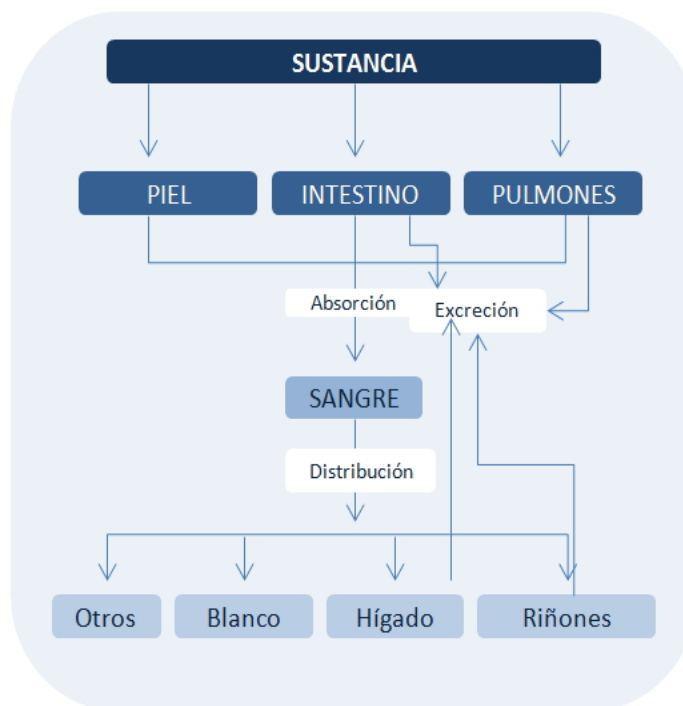 SUSTANCIA
PIEL
INTESTINO
PULMONES
Absorción
Excreción
SANGRE
Distribución
Otros
Blanco
Hígado
Riñones